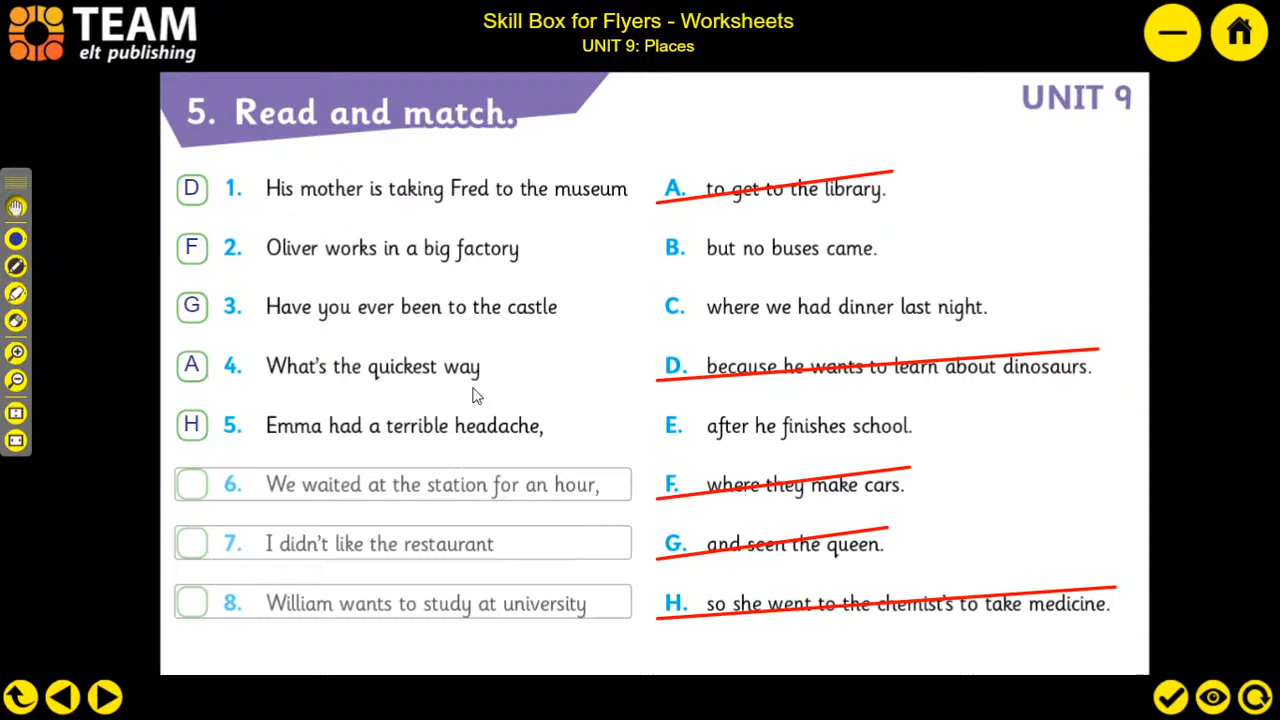 TEAM
elt publishing
Skill Box for Flyers - Worksheets
UNIT 9: Places
5. Read and match.
UNIT 9
D 1. His mother is taking Fred to the museum
A. to get to the library.
F 2. Oliver works in a big factory
B. but no buses came.
G 3. Have you ever been to the castle
C. where we had dinner last night.
A 4. What's the quickest way
D. because he wants to learn about dinosaurs.
H 5. Emma had a terrible headache,
E. after he finishes school.
6. We waited at the station for an hour,
F. where they make cars.
7. I didn't like the restaurant
G. and seen the queen.
8. William wants to study at university
H. so she went to the chemist's to take medicine.